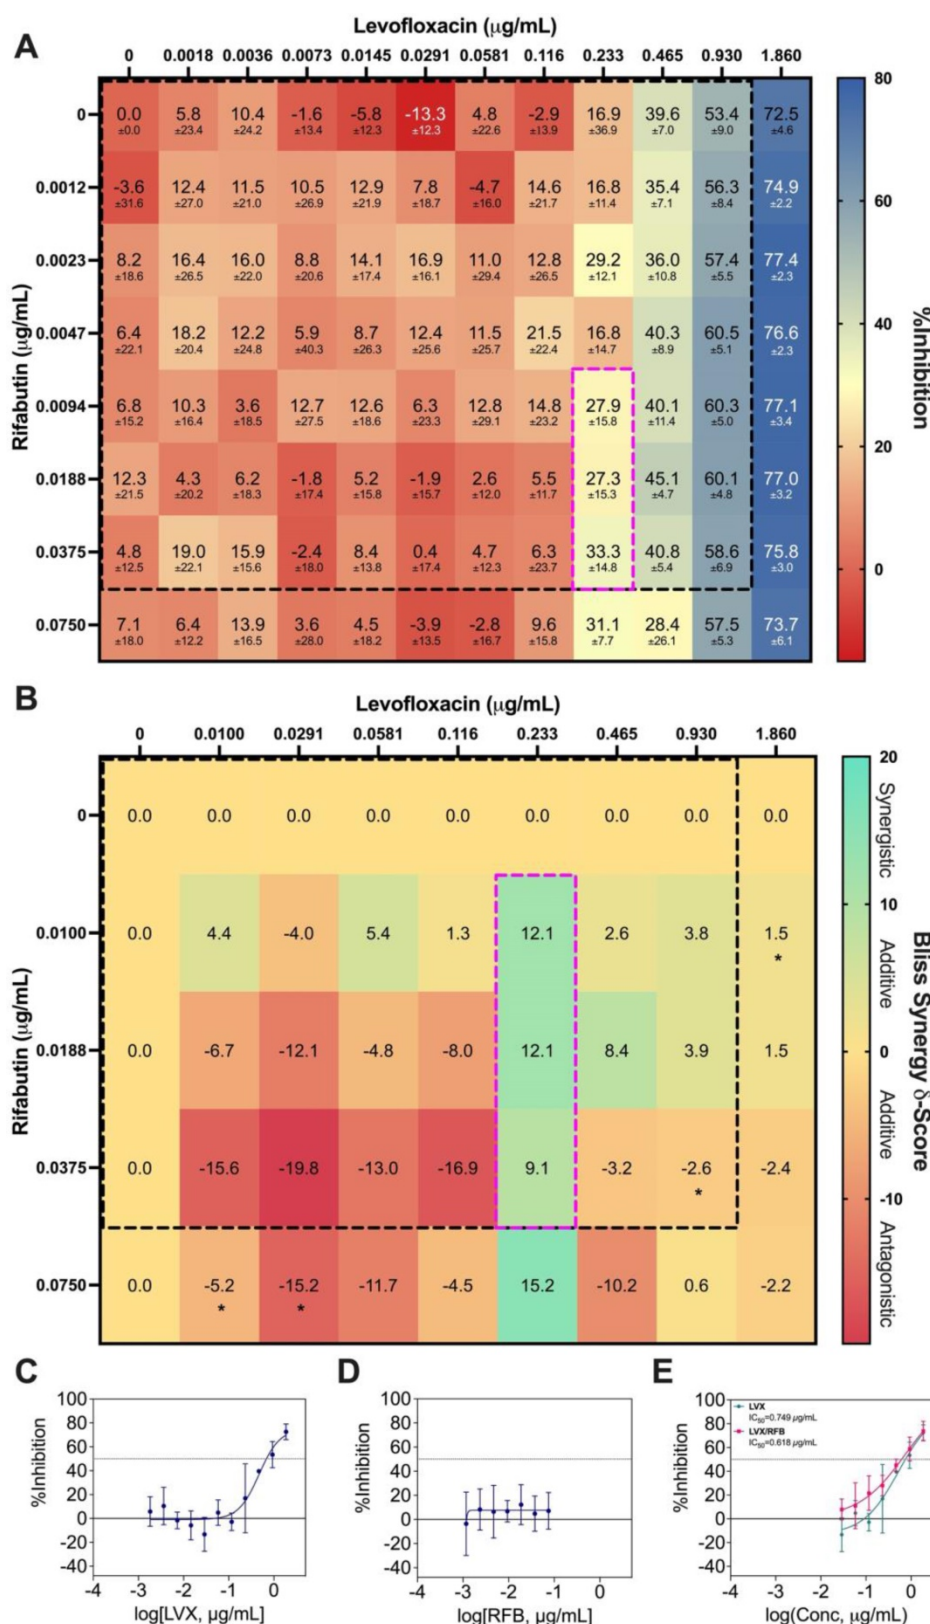 A
Levofloxacin (μg/mL)
0 0.0018 0.0036 0.0073 0.0145 0.0291 0.0581 0.116 0.233 0.465 0.930 1.860
Rifabutin (μg/mL)
0 0.0 5.8 10.4 -1.6 -5.8 -13.3 4.8 -2.9 16.9 39.6 53.4 72.5
±0.0 ±23.4 ±24.2 ±13.4 ±12.3 ±12.3 ±22.6 ±13.9 ±36.9 ±7.0 ±9.0 ±4.6
0.0012 -3.6 12.4 11.5 10.5 12.9 7.8 -4.7 14.6 16.8 35.4 56.3 74.9
±31.6 ±27.0 ±21.0 ±26.9 ±21.9 ±18.7 ±16.0 ±21.7 ±11.4 ±7.1 ±8.4 ±2.2
0.0023 8.2 16.4 16.0 8.8 14.1 16.9 11.0 12.8 29.2 36.0 57.4 77.4
±18.6 ±26.5 ±22.0 ±20.6 ±17.4 ±16.1 ±29.4 ±26.5 ±12.1 ±10.8 ±5.5 ±2.3
0.0047 6.4 18.2 12.2 5.9 8.7 12.4 11.5 21.5 16.8 40.3 60.5 76.6
±22.1 ±20.4 ±24.8 ±40.3 ±26.3 ±25.6 ±25.7 ±22.4 ±14.7 ±8.9 ±5.1 ±2.3
0.0094 6.8 10.3 3.6 12.7 12.6 6.3 12.8 14.8 27.9 40.1 60.3 77.1
±15.2 ±16.4 ±18.5 ±27.5 ±18.6 ±23.3 ±29.1 ±23.2 ±15.8 ±11.4 ±5.0 ±3.4
0.0188 12.3 4.3 6.2 -1.8 5.2 -1.9 2.6 5.5 27.3 45.1 60.1 77.0
±21.5 ±20.2 ±18.3 ±17.4 ±15.8 ±15.7 ±12.0 ±11.7 ±15.3 ±4.7 ±4.8 ±3.2
0.0375 4.8 19.0 15.9 -2.4 8.4 0.4 4.7 6.3 33.3 40.8 58.6 75.8
±12.5 ±22.1 ±15.6 ±18.0 ±13.8 ±17.4 ±12.3 ±23.7 ±14.8 ±5.4 ±6.9 ±3.0
0.0750 7.1 6.4 13.9 3.6 4.5 -3.9 -2.8 9.6 31.1 28.4 57.5 73.7
±18.0 ±12.2 ±16.5 ±28.0 ±18.2 ±13.5 ±16.7 ±15.8 ±7.7 ±26.1 ±5.3 ±6.1
80
60
40
20
0
%Inhibition
B
Levofloxacin (μg/mL)
0 0.0100 0.0291 0.0581 0.116 0.233 0.465 0.930 1.860
Rifabutin (μg/mL)
0 0.0 0.0 0.0 0.0 0.0 0.0 0.0 0.0 0.0
0.0100 0.0 4.4 -4.0 5.4 1.3 12.1 2.6 3.8 1.5
*
0.0188 0.0 -6.7 -12.1 -4.8 -8.0 12.1 8.4 3.9 1.5
0.0375 0.0 -15.6 -19.8 -13.0 -16.9 9.1 -3.2 -2.6 -2.4
*
0.0750 0.0 -5.2 -15.2 -11.7 -4.5 15.2 -10.2 0.6 -2.2
* *
20
10
0
-10
Synergistic
Additive
Additive
Antagonistic
Bliss Synergy δ-Score
C
%Inhibition
100
80
60
40
20
0
-20
-40
-4 -3 -2 -1 0
log[LVX, μg/mL]
D
%Inhibition
100
80
60
40
20
0
-20
-40
-4 -3 -2 -1 0
log[RFB, μg/mL]
E
%Inhibition
100
80
60
40
20
0
-20
-40
LVX
IC50=0.749 μg/mL
LVX/RFB
IC50=0.618 μg/mL
-4 -3 -2 -1 0
log(Conc, μg/mL)